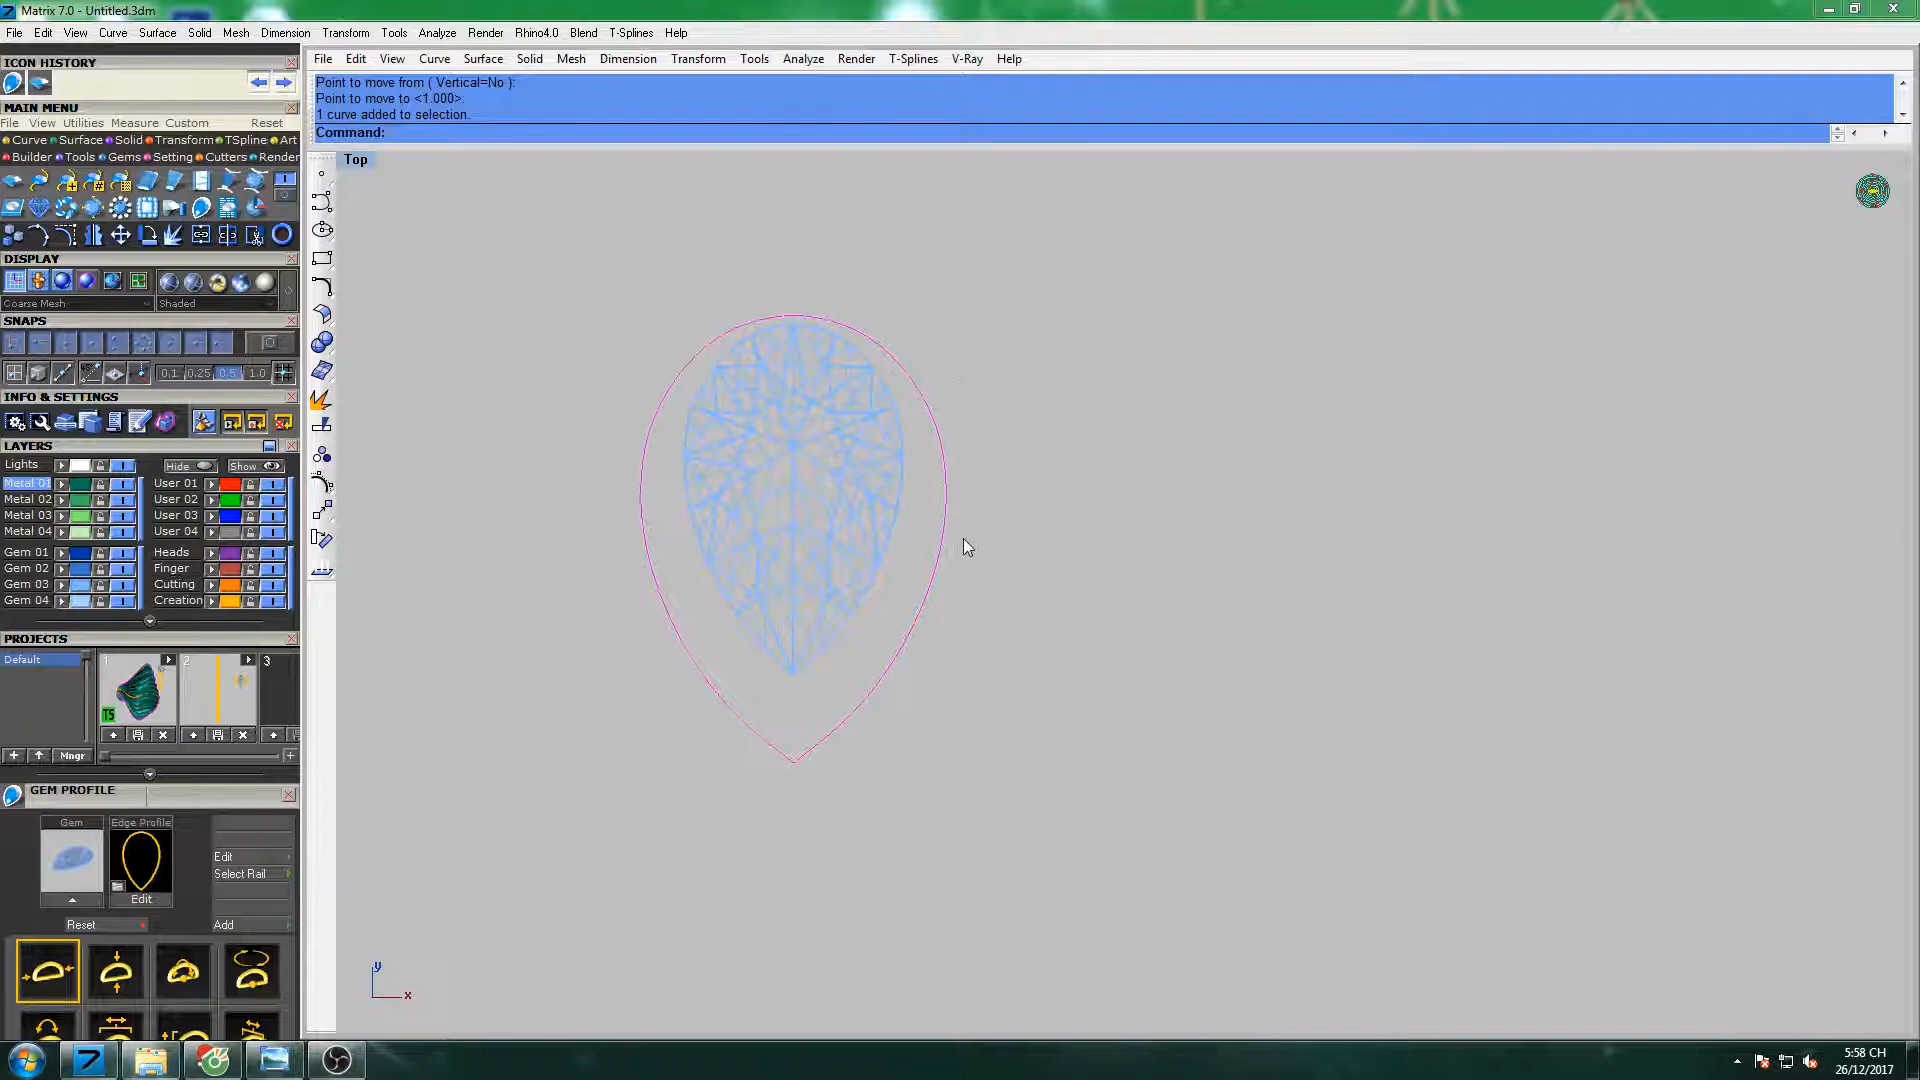 Matrix 7.0 - Untitled.3dm
File Edit View Curve Surface Solid Mesh Dimension Transform Tools Analyze Render Rhino4.0 Blend T-Splines Help
ICON HISTORY
MAIN MENU
File View Utilities Measure Custom Reset
Curve Surface Solid Transform TSpline Art
Builder Tools Gems Setting Cutters Render
DISPLAY
Coarse Mesh Shaded
SNAPS
0.1 0.25 0.5 1.0
INFO & SETTINGS
LAYERS
Lights Hide Show
Metal 01 User 01
Metal 02 User 02
Metal 03 User 03
Metal 04 User 04
Gem 01 Heads
Gem 02 Finger
Gem 03 Cutting
Gem 04 Creation
PROJECTS
Default 1 2 3
TS
Mngr
GEM PROFILE
Gem Edge Profile
Edit
Select Rail
Edit
Reset Add
File Edit View Curve Surface Solid Mesh Dimension Transform Tools Analyze Render T-Splines V-Ray Help
Point to move from ( Vertical=No ):
Point to move to <1.000>:
1 curve added to selection.
Command:
Top
y
x
5:58 CH
26/12/2017